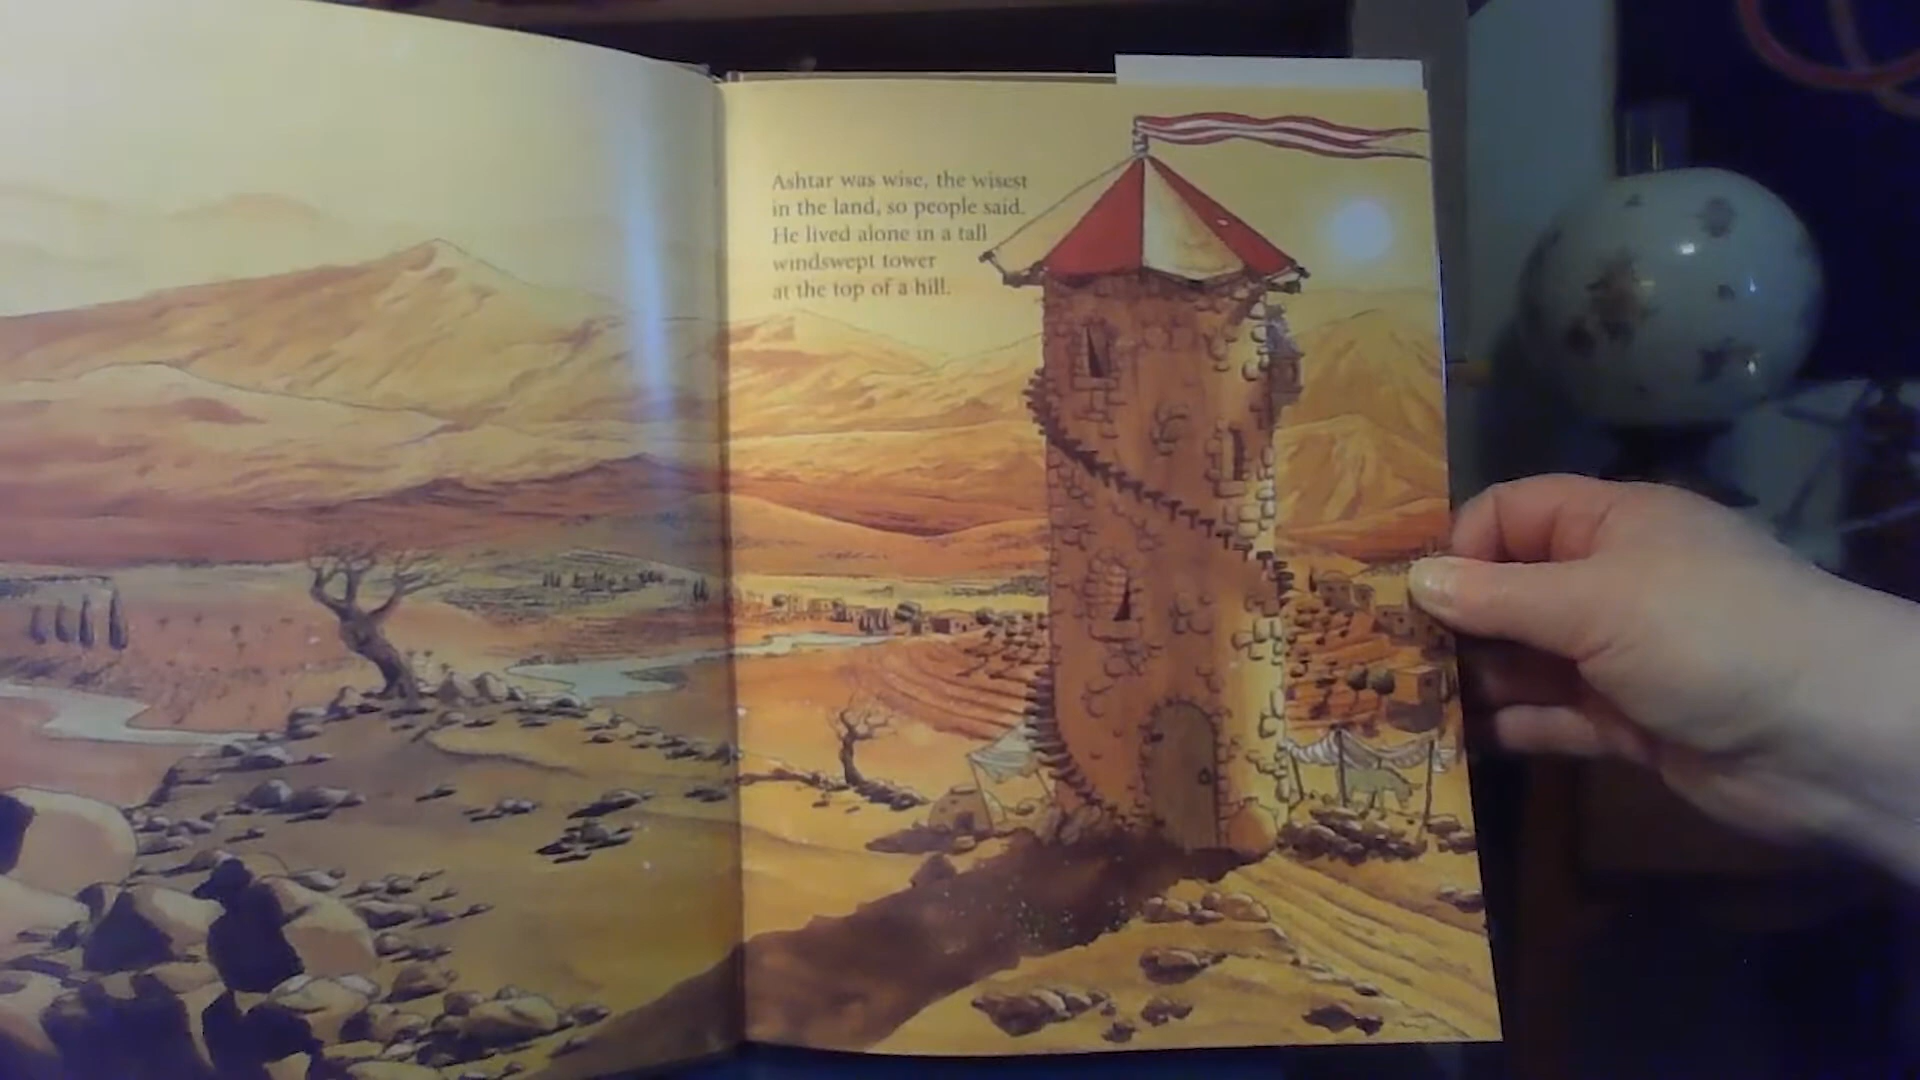 Ashtar was wise, the wisest
in the land, so people said.
He lived alone in a tall
windswept tower
at the top of a hill.